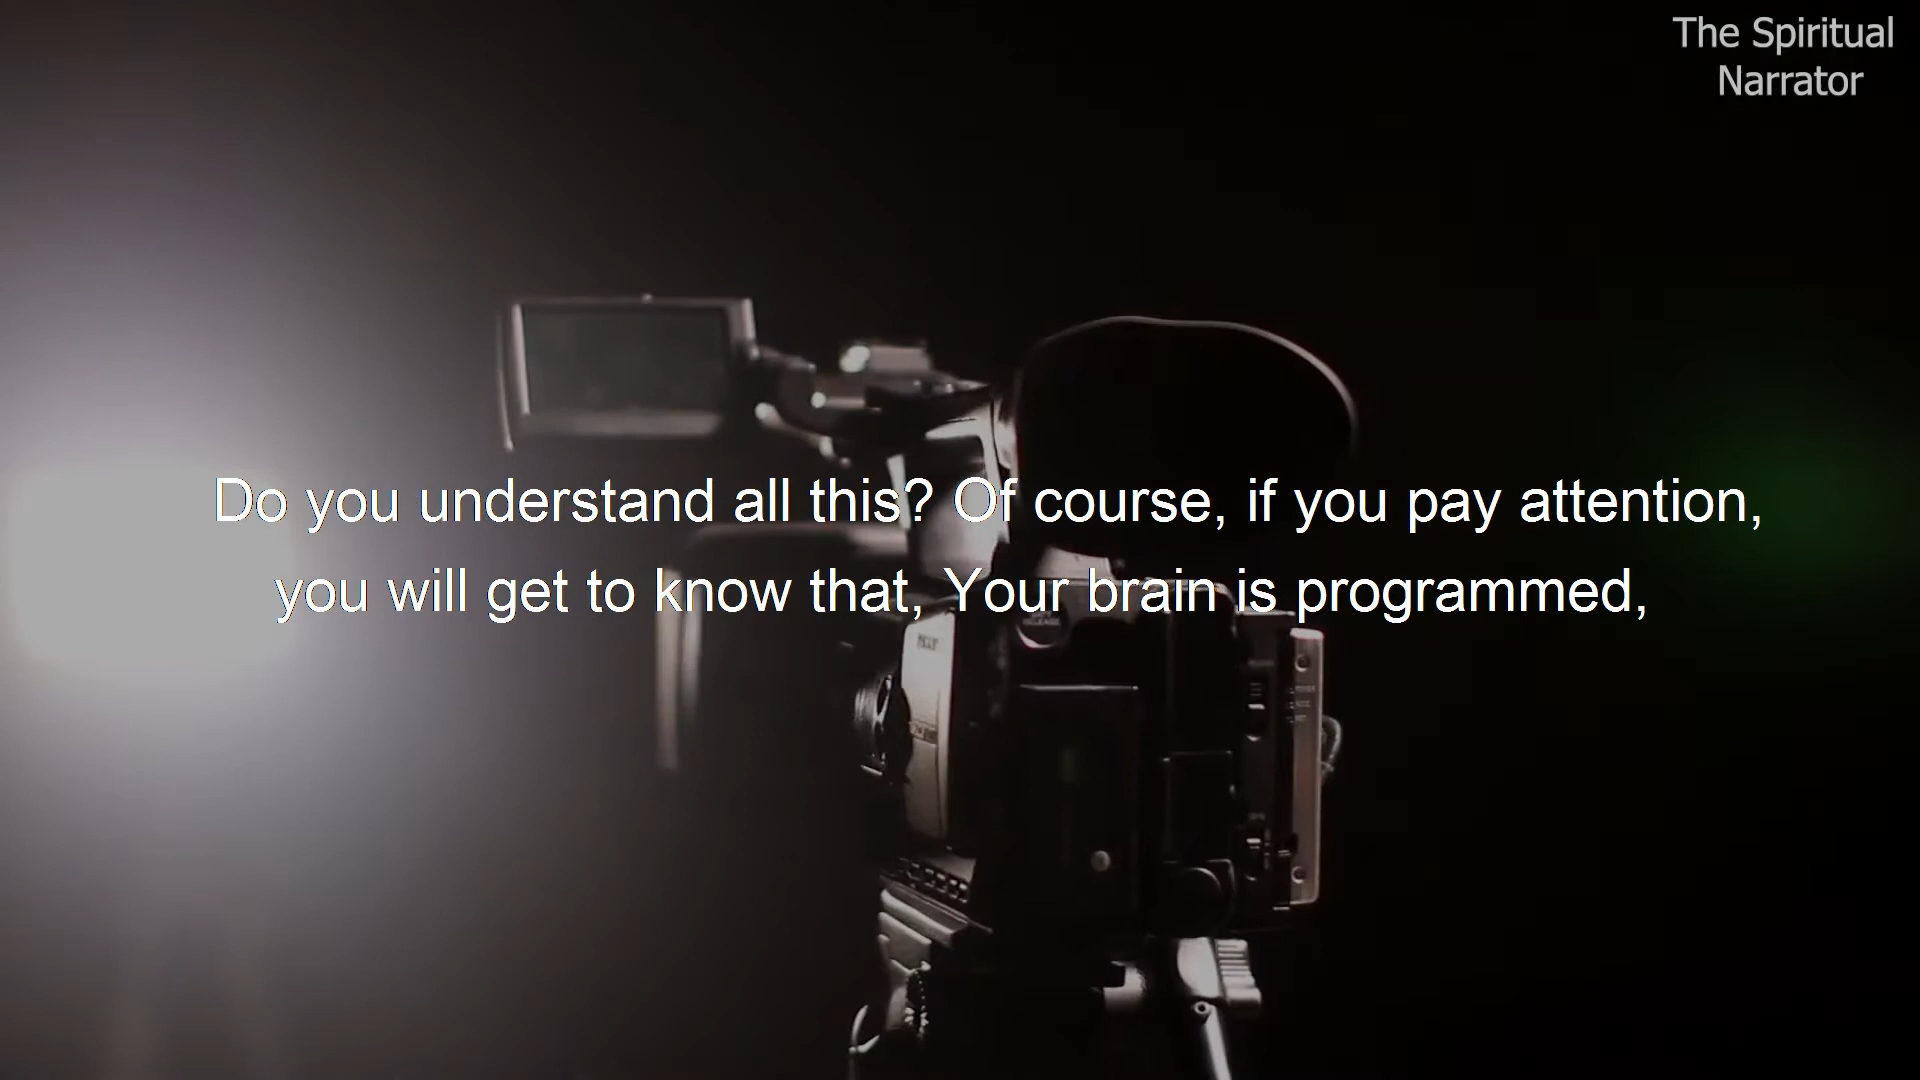 The Spiritual
Narrator
Do you understand all this? Of course, if you pay attention,
you will get to know that, Your brain is programmed,
RELEASE